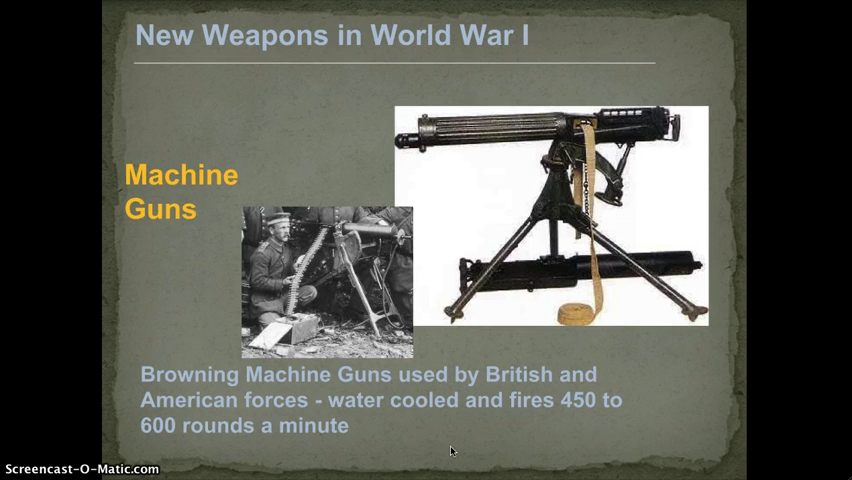 New Weapons in World War I
Machine
Guns
Browning Machine Guns used by British and
American forces - water cooled and fires 450 to
600 rounds a minute
Screencast-O-Matic.com